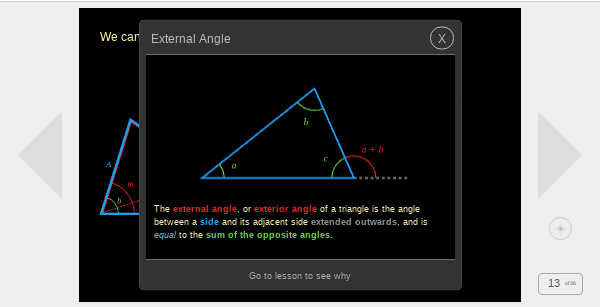 We can
External Angle
X
b
a + b
c
a
A
m
b
The external angle, or exterior angle of a triangle is the angle
between a side and its adjacent side extended outwards, and is
equal to the sum of the opposite angles.
Go to lesson to see why
13 of 36